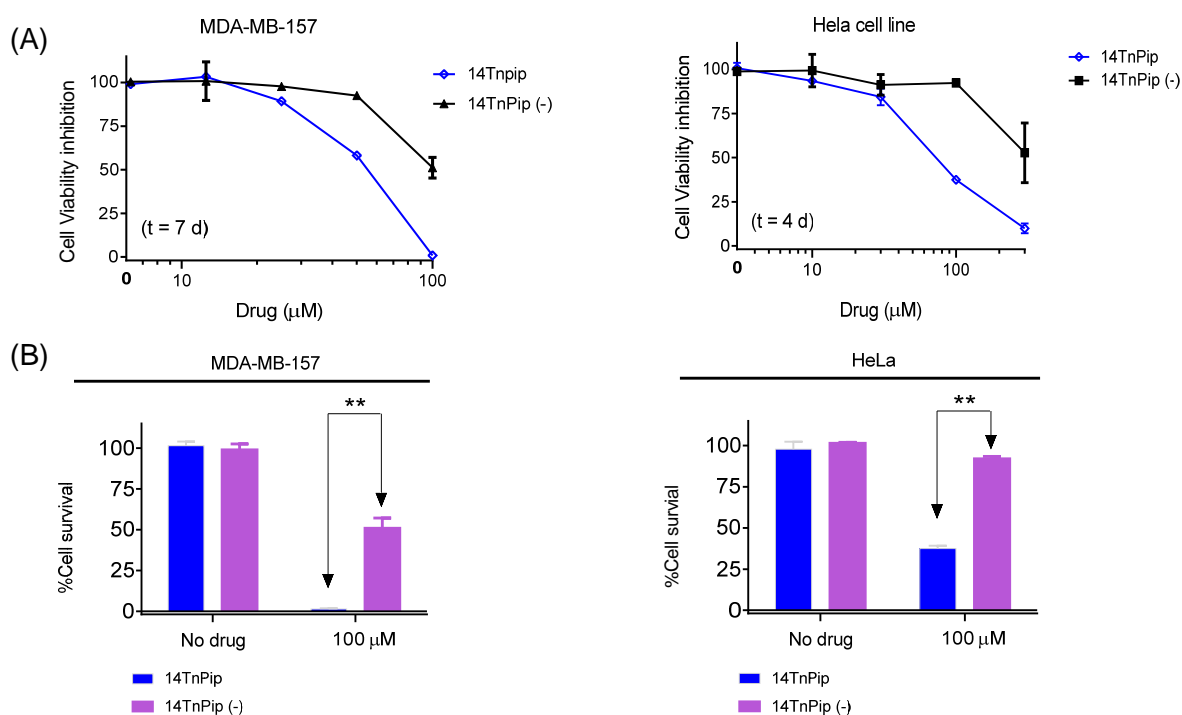 (A)
MDA-MB-157
Cell Viability inhibition
100
75
50
25
0
(t = 7 d)
0
10
100
Drug (μM)
14Tnpip
14TnPip (-)
Hela cell line
Cell Viability inhibition
100
75
50
25
0
(t = 4 d)
0
10
100
Drug (μM)
14TnPip
14TnPip (-)
(B)
MDA-MB-157
%Cell survival
100
75
50
25
0
**
No drug
100 μM
14TnPip
14TnPip (-)
HeLa
%Cell survial
100
75
50
25
0
**
No drug
100 μM
14TnPip
14TnPip (-)